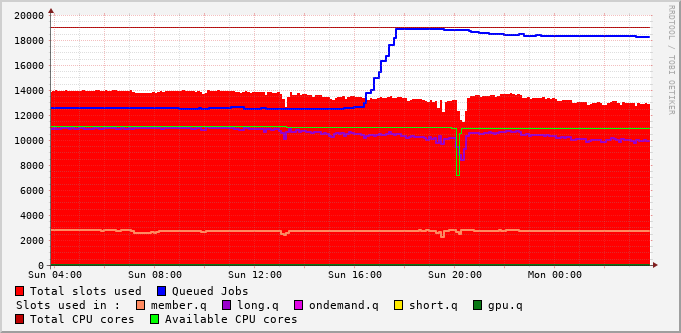 20000
18000
16000
14000
12000
10000
8000
6000
4000
2000
0
Sun 04:00 Sun 08:00 Sun 12:00 Sun 16:00 Sun 20:00 Mon 00:00
Total slots used Queued Jobs
Slots used in : member.q long.q ondemand.q short.q gpu.q
Total CPU cores Available CPU cores
RRDTOOL / TOBI OETIKER